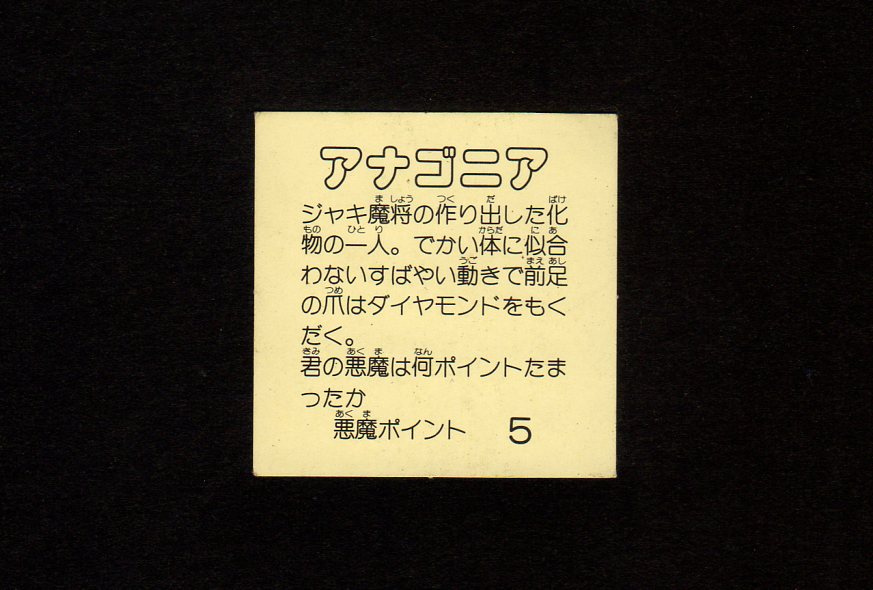 アナゴニア
ジャキ魔将の作り出した化
物の一人。でかい体に似合
わないすばやい動きで前足
の爪はダイヤモンドをもく
だく。
君の悪魔は何ポイントたま
ったか
悪魔ポイント 5